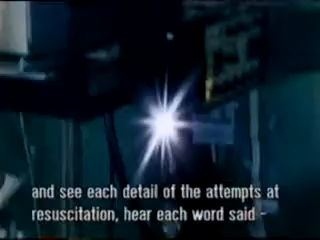 and see each detail of the attempts at
resuscitation, hear each word said -